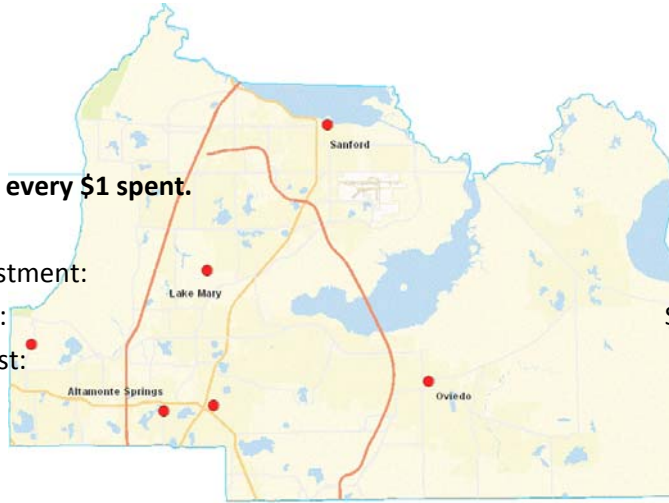 Sanford
every $1 spent.
stment:
Lake Mary
:
S
st:
Altamonte Springs
Oviedo